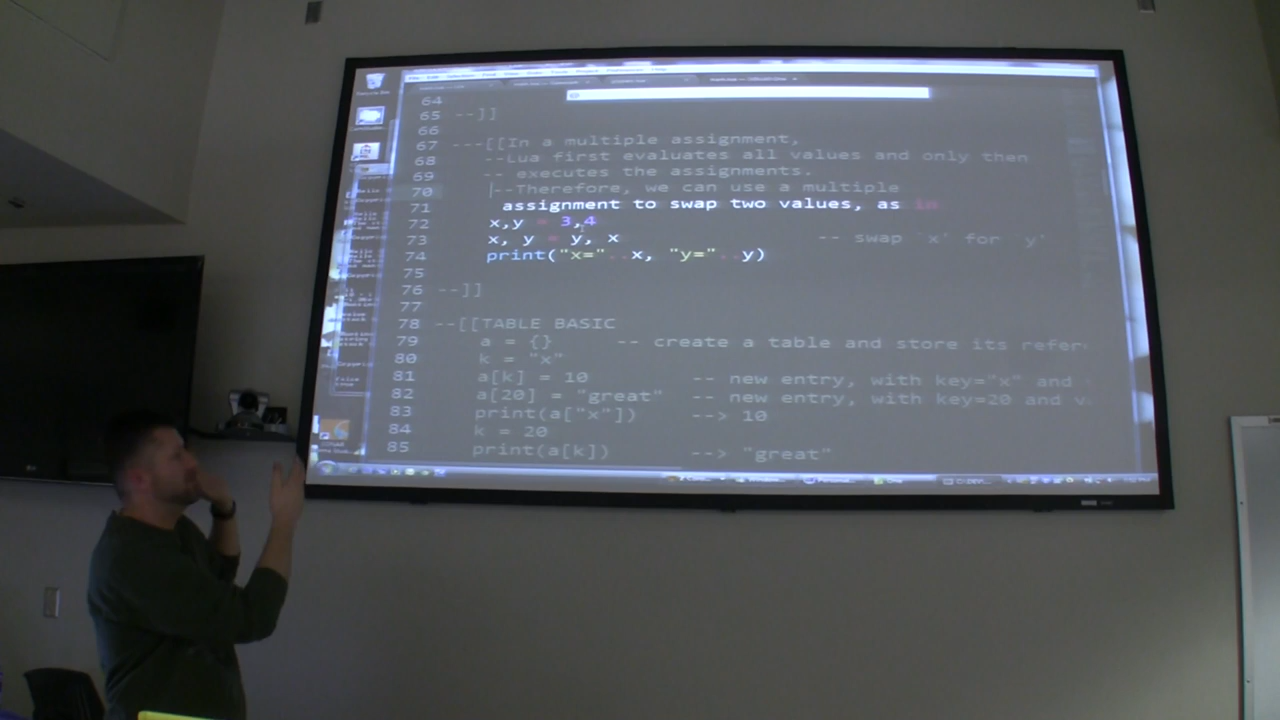 64
65 --]]
66
67 ---[[In a multiple assignment,
68 --Lua first evaluates all values and only then
69 -- executes the assignments.
70 --Therefore, we can use a multiple
71 assignment to swap two values, as in
72 x,y = 3,4
73 x, y = y, x -- swap 'x' for 'y'
74 print("x=" .. x, "y=" .. y)
75
76 --]]
77
78 --[[TABLE BASIC
79 a = {} -- create a table and store its refer
80 k = "x"
81 a[k] = 10 -- new entry, with key="x" and
82 a[20] = "great" -- new entry, with key=20 and v
83 print(a["x"]) --> 10
84 k = 20
85 print(a[k]) --> "great"